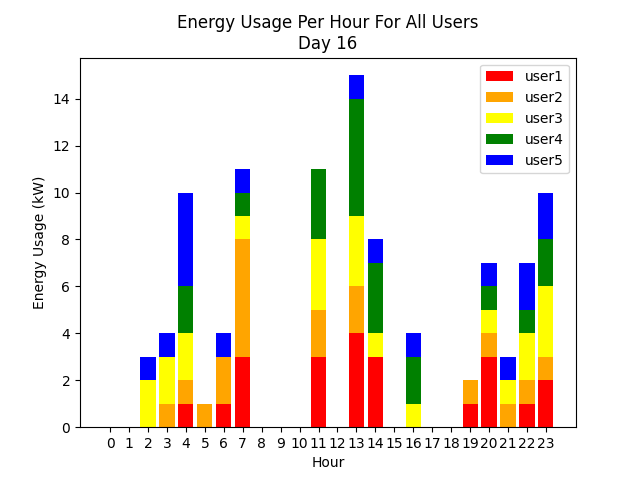 Energy Usage Per Hour For All Users
Day 16
user1
user2
user3
user4
user5
14
12
10
8
6
4
2
0
Energy Usage (kW)
0 1 2 3 4 5 6 7 8 9 10 11 12 13 14 15 16 17 18 19 20 21 22 23
Hour